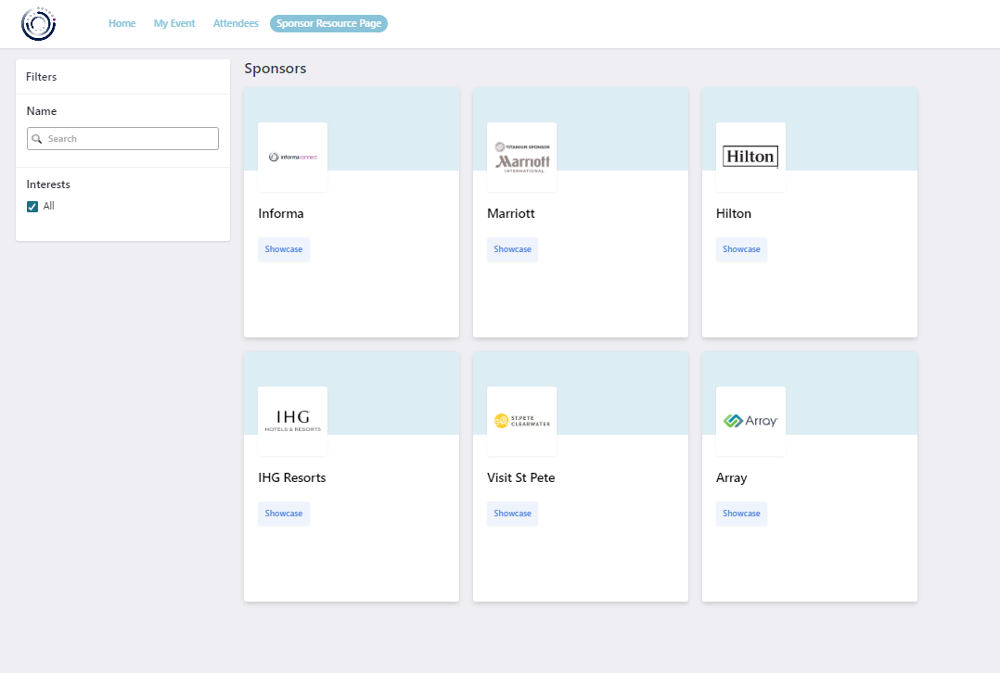 Home My Event Attendees Sponsor Resource Page
Filters
Name
Search
Interests
All
Sponsors
informa connect
Informa
Showcase
TITANIUM SPONSOR
Marriott
INTERNATIONAL
Marriott
Showcase
Hilton
Hilton
Showcase
IHG
HOTELS & RESORTS
IHG Resorts
Showcase
ST.PETE
CLEARWATER
Visit St Pete
Showcase
Array
Array
Showcase